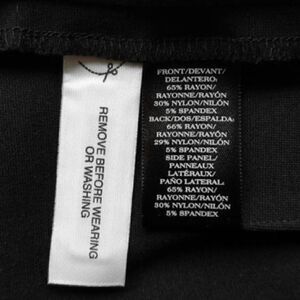 REMOVE BEFORE WEARING
OR WASHING
FRONT/DEVANT/
DELANTERO:
65% RAYON/
RAYONNE/RAYÓN
30% NYLON/NILÓN
5% SPANDEX
BACK/DOS/ESPALDA:
66% RAYON/
RAYONNE/RAYÓN
29% NYLON/NILÓN
5% SPANDEX
SIDE PANEL/
PANNEAUX
LATÉRAUX/
PAÑO LATERAL:
65% RAYON/
RAYONNE/RAYÓN
30% NYLON/NILÓN
5% SPANDEX